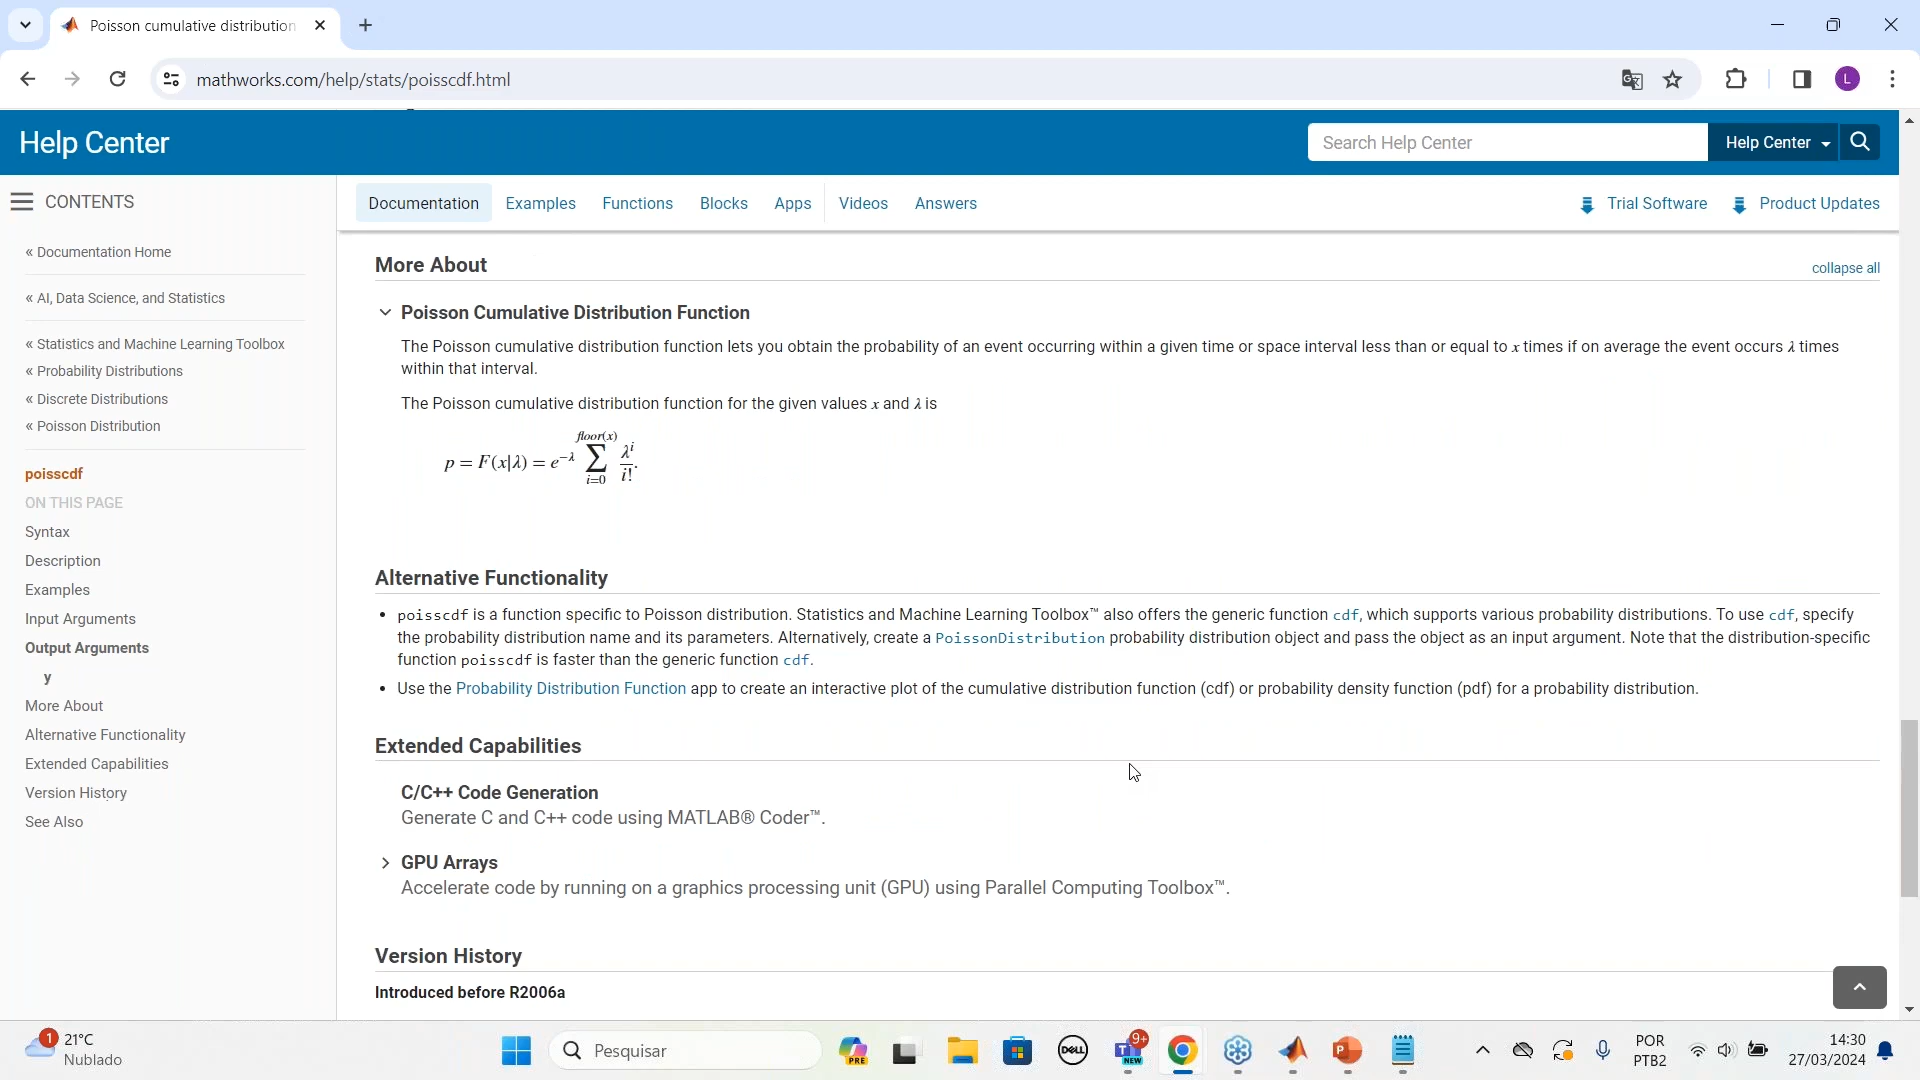 Poisson cumulative distribution
mathworks.com/help/stats/poisscdf.html
L
Help Center
Search Help Center
Help Center
CONTENTS
Documentation Examples Functions Blocks Apps Videos Answers
Trial Software Product Updates
« Documentation Home
« AI, Data Science, and Statistics
« Statistics and Machine Learning Toolbox
« Probability Distributions
« Discrete Distributions
« Poisson Distribution
poisscdf
ON THIS PAGE
Syntax
Description
Examples
Input Arguments
Output Arguments
y
More About
Alternative Functionality
Extended Capabilities
Version History
See Also
More About
collapse all
Poisson Cumulative Distribution Function
The Poisson cumulative distribution function lets you obtain the probability of an event occurring within a given time or space interval less than or equal to x times if on average the event occurs λ times
within that interval.
The Poisson cumulative distribution function for the given values x and λ is
p = F(x|λ) = e^{-λ} ∑_{i=0}^{floor(x)} λ^i / i!.
Alternative Functionality
• poisscdf is a function specific to Poisson distribution. Statistics and Machine Learning Toolbox™ also offers the generic function cdf, which supports various probability distributions. To use cdf, specify
the probability distribution name and its parameters. Alternatively, create a PoissonDistribution probability distribution object and pass the object as an input argument. Note that the distribution-specific
function poisscdf is faster than the generic function cdf.
• Use the Probability Distribution Function app to create an interactive plot of the cumulative distribution function (cdf) or probability density function (pdf) for a probability distribution.
Extended Capabilities
C/C++ Code Generation
Generate C and C++ code using MATLAB® Coder™.
GPU Arrays
Accelerate code by running on a graphics processing unit (GPU) using Parallel Computing Toolbox™.
Version History
Introduced before R2006a
1
21°C
Nublado
Pesquisar
PRE
DELL
9+
NEW
P
POR
PTB2
14:30
27/03/2024